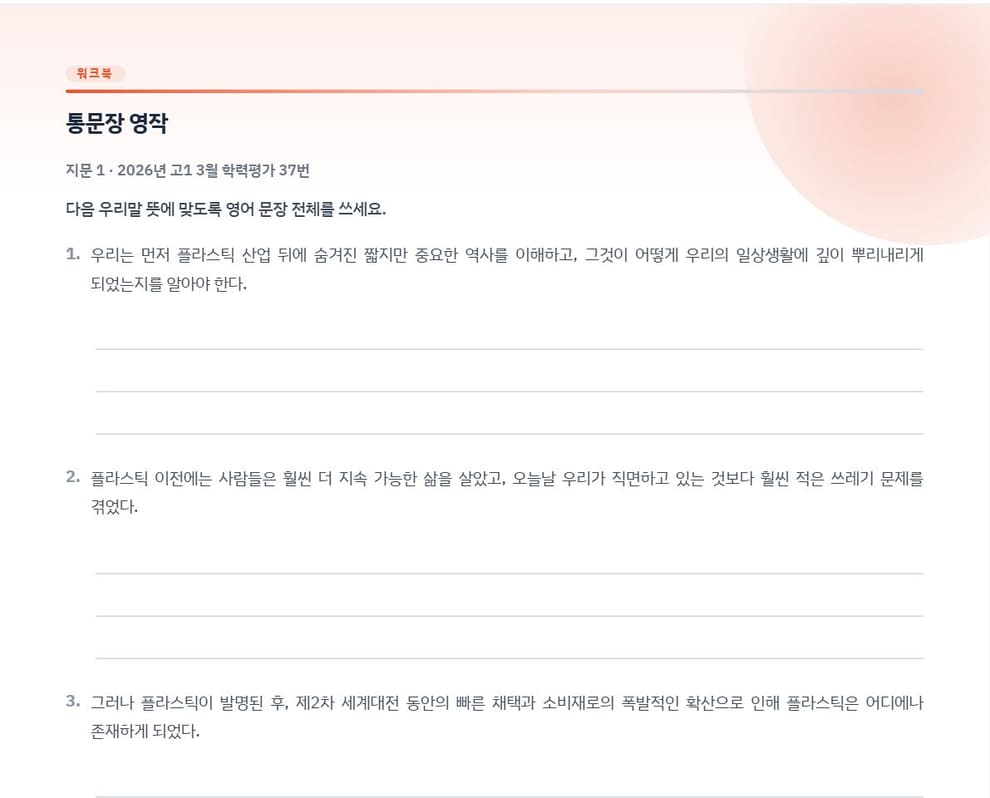 워크북
통문장 영작
지문 1 · 2026년 고1 3월 학력평가 37번
다음 우리말 뜻에 맞도록 영어 문장 전체를 쓰세요.
1. 우리는 먼저 플라스틱 산업 뒤에 숨겨진 짧지만 중요한 역사를 이해하고, 그것이 어떻게 우리의 일상생활에 깊이 뿌리내리게
되었는지를 알아야 한다.
2. 플라스틱 이전에는 사람들은 훨씬 더 지속 가능한 삶을 살았고, 오늘날 우리가 직면하고 있는 것보다 훨씬 적은 쓰레기 문제를
겪었다.
3. 그러나 플라스틱이 발명된 후, 제2차 세계대전 동안의 빠른 채택과 소비재로의 폭발적인 확산으로 인해 플라스틱은 어디에나
존재하게 되었다.